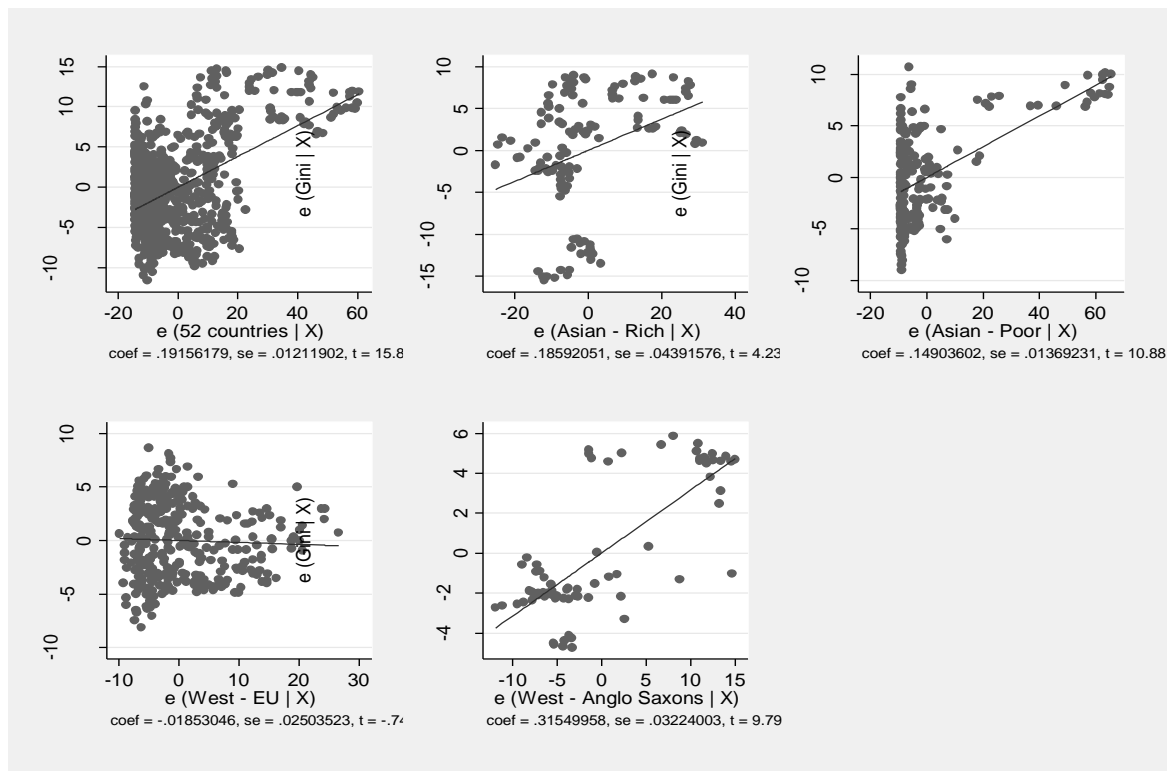 15
10
5
0
-5
-10
-20 0 20 40 60
e (52 countries | X)
coef = .19156179, se = .01211902, t = 15.8
e (Gini | X)
10
5
0
-5
-10
-15
-20 0 20 40
e (Asian - Rich | X)
coef = .18592051, se = .04391576, t = 4.23
e (Gini | X)
10
5
0
-5
-10
-20 0 20 40 60
e (Asian - Poor | X)
coef = .14903602, se = .01369231, t = 10.88
10
5
0
-5
-10
-10 0 10 20 30
e (West - EU | X)
coef = -.01853046, se = .02503523, t = -.74
e (Gini | X)
6
4
2
0
-2
-4
-10 -5 0 5 10 15
e (West - Anglo Saxons | X)
coef = .31549958, se = .03224003, t = 9.79